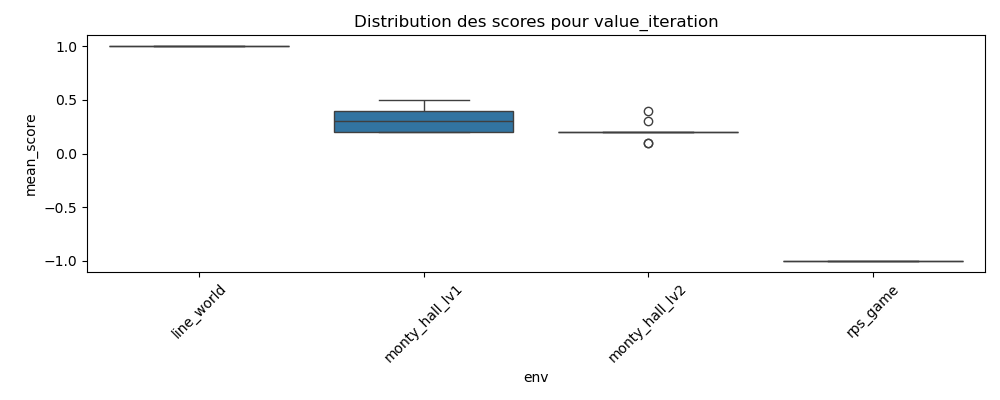 Distribution des scores pour value_iteration
mean_score
1.0
0.5
0.0
−0.5
−1.0
line_world
monty_hall_lv1
monty_hall_lv2
rps_game
env